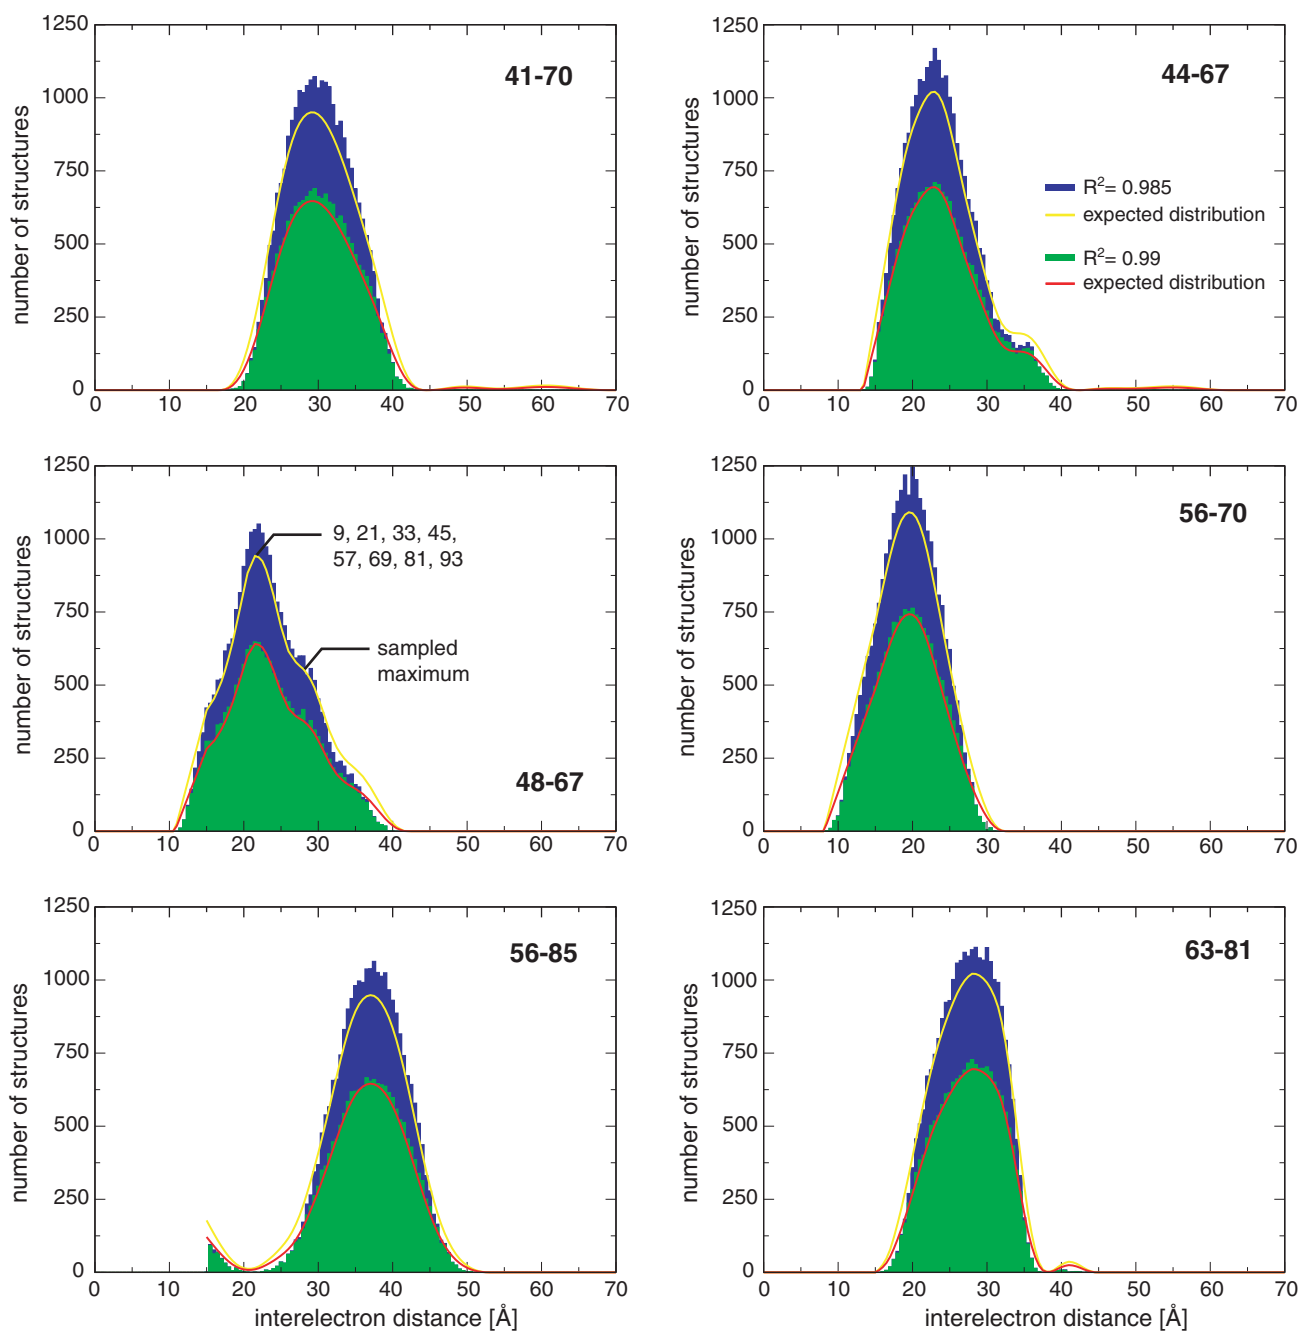 1250
1000
750
500
250
0
number of structures
41-70
0 10 20 30 40 50 60 70
1250
1000
750
500
250
0
number of structures
44-67
R²= 0.985
expected distribution
R²= 0.99
expected distribution
0 10 20 30 40 50 60 70
1250
1000
750
500
250
0
number of structures
9, 21, 33, 45,
57, 69, 81, 93
sampled
maximum
48-67
0 10 20 30 40 50 60 70
1250
1000
750
500
250
0
number of structures
56-70
0 10 20 30 40 50 60 70
1250
1000
750
500
250
0
number of structures
56-85
0 10 20 30 40 50 60 70
interelectron distance [Å]
1250
1000
750
500
250
0
number of structures
63-81
0 10 20 30 40 50 60 70
interelectron distance [Å]